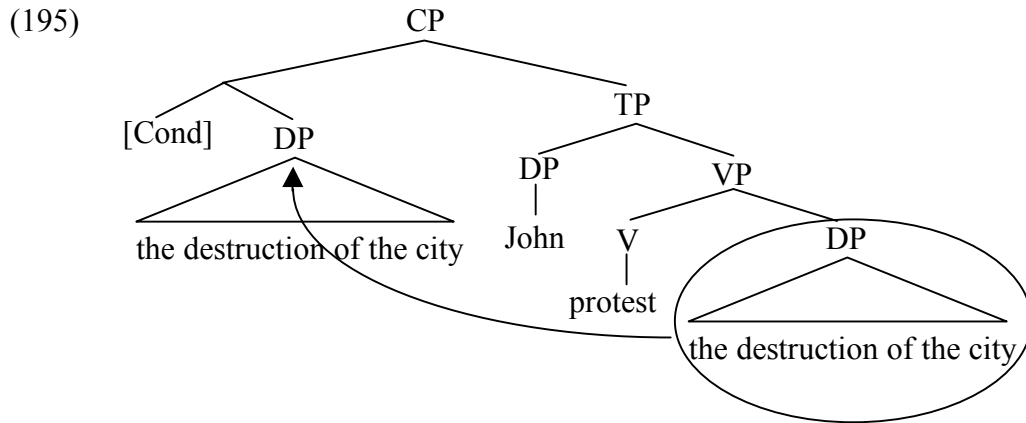 (195)
CP
[Cond]
DP
TP
DP
VP
the destruction of the city
John
V
DP
protest
the destruction of the city